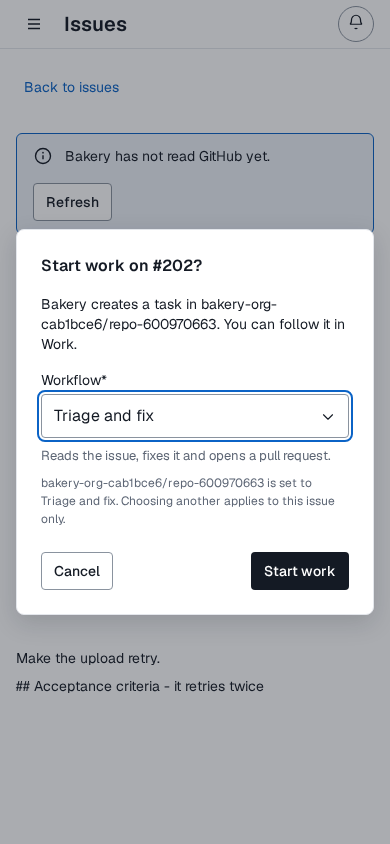 Issues
Back to issues
Bakery has not read GitHub yet.
Refresh
Start work on #202?
Bakery creates a task in bakery-org-
cab1bce6/repo-600970663. You can follow it in
Work.
Workflow*
Triage and fix
Reads the issue, fixes it and opens a pull request.
bakery-org-cab1bce6/repo-600970663 is set to
Triage and fix. Choosing another applies to this issue
only.
Cancel
Start work
Make the upload retry.
## Acceptance criteria - it retries twice